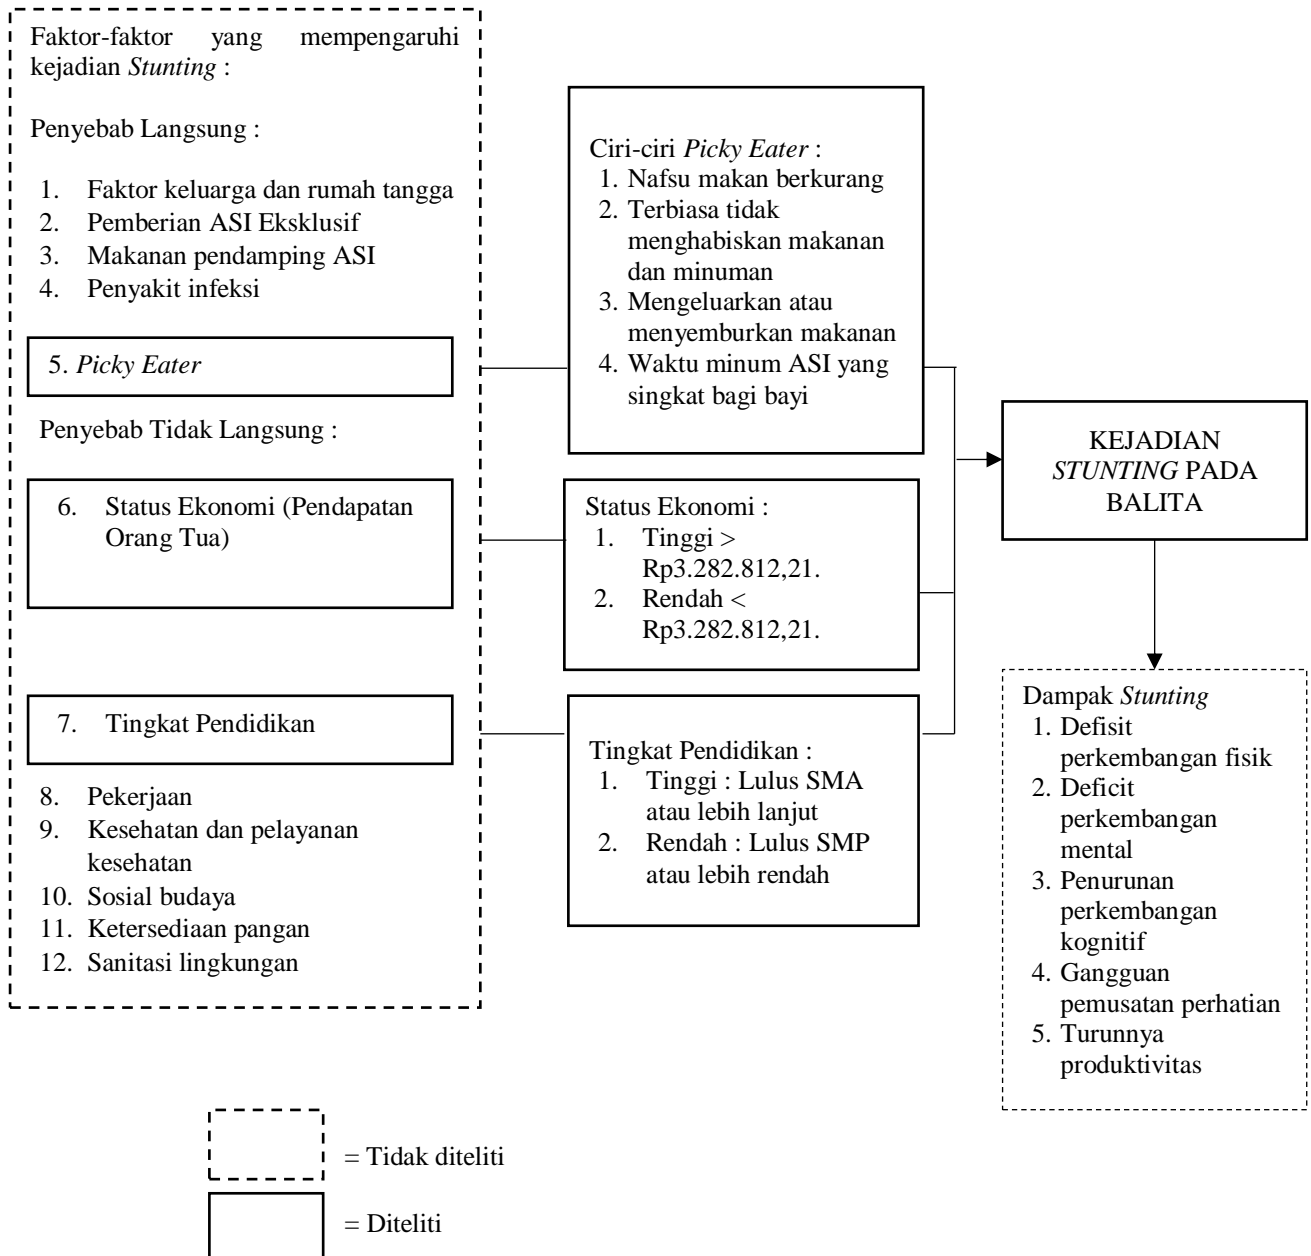 Faktor-faktor yang mempengaruhi
kejadian Stunting :
Penyebab Langsung :
1. Faktor keluarga dan rumah tangga
2. Pemberian ASI Eksklusif
3. Makanan pendamping ASI
4. Penyakit infeksi
5. Picky Eater
Penyebab Tidak Langsung :
6. Status Ekonomi (Pendapatan
Orang Tua)
7. Tingkat Pendidikan
8. Pekerjaan
9. Kesehatan dan pelayanan
kesehatan
10. Sosial budaya
11. Ketersediaan pangan
12. Sanitasi lingkungan
Ciri-ciri Picky Eater :
1. Nafsu makan berkurang
2. Terbiasa tidak
menghabiskan makanan
dan minuman
3. Mengeluarkan atau
menyemburkan makanan
4. Waktu minum ASI yang
singkat bagi bayi
Status Ekonomi :
1. Tinggi >
Rp3.282.812,21.
2. Rendah <
Rp3.282.812,21.
Tingkat Pendidikan :
1. Tinggi : Lulus SMA
atau lebih lanjut
2. Rendah : Lulus SMP
atau lebih rendah
KEJADIAN
STUNTING PADA
BALITA
Dampak Stunting
1. Defisit
perkembangan fisik
2. Deficit
perkembangan
mental
3. Penurunan
perkembangan
kognitif
4. Gangguan
pemusatan perhatian
5. Turunnya
produktivitas
= Tidak diteliti
= Diteliti